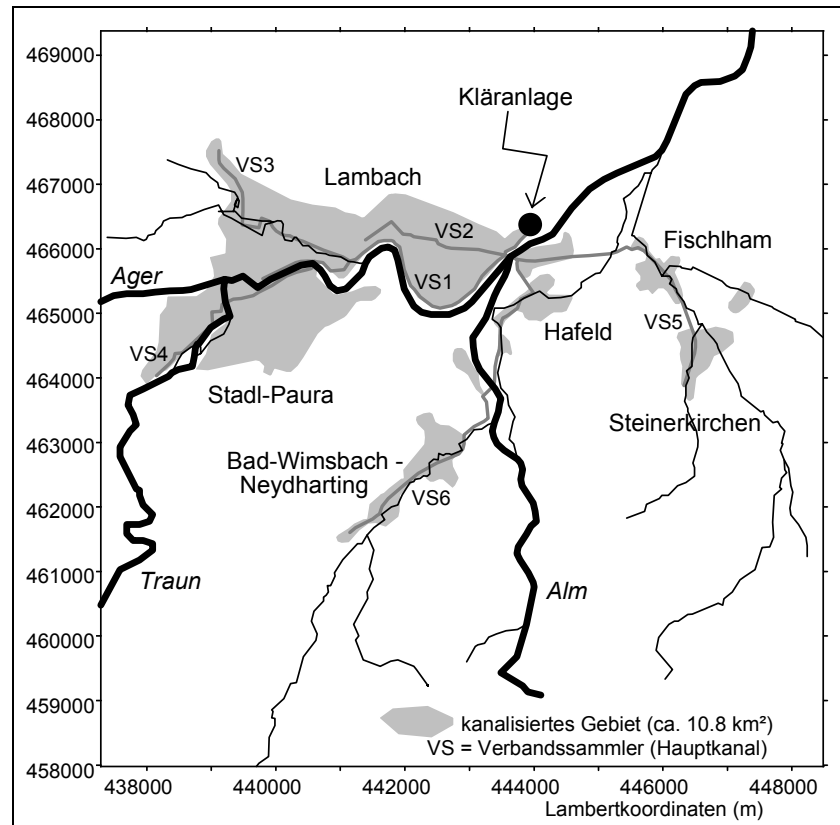 469000
468000
467000
466000
465000
464000
463000
462000
461000
460000
459000
458000
Kläranlage
VS3
Lambach
VS2
Fischlham
Ager
VS1
Hafeld
VS5
VS4
Stadl-Paura
Steinerkirchen
Bad-Wimsbach -
Neydharting
VS6
Traun
Alm
kanalisiertes Gebiet (ca. 10.8 km²)
VS = Verbandssammler (Hauptkanal)
438000 440000 442000 444000 446000 448000
Lambertkoordinaten (m)